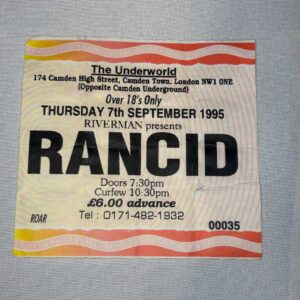 The Underworld
174 Camden High Street, Camden Town, London NW1 0NE
(Opposite Camden Underground)
Over 18's Only
THURSDAY 7th SEPTEMBER 1995
RIVERMAN presents
RANCID
Doors 7:30pm
Curfew 10:30pm
£6.00 advance
Tel : 0171-482-1932
ROAR
00035